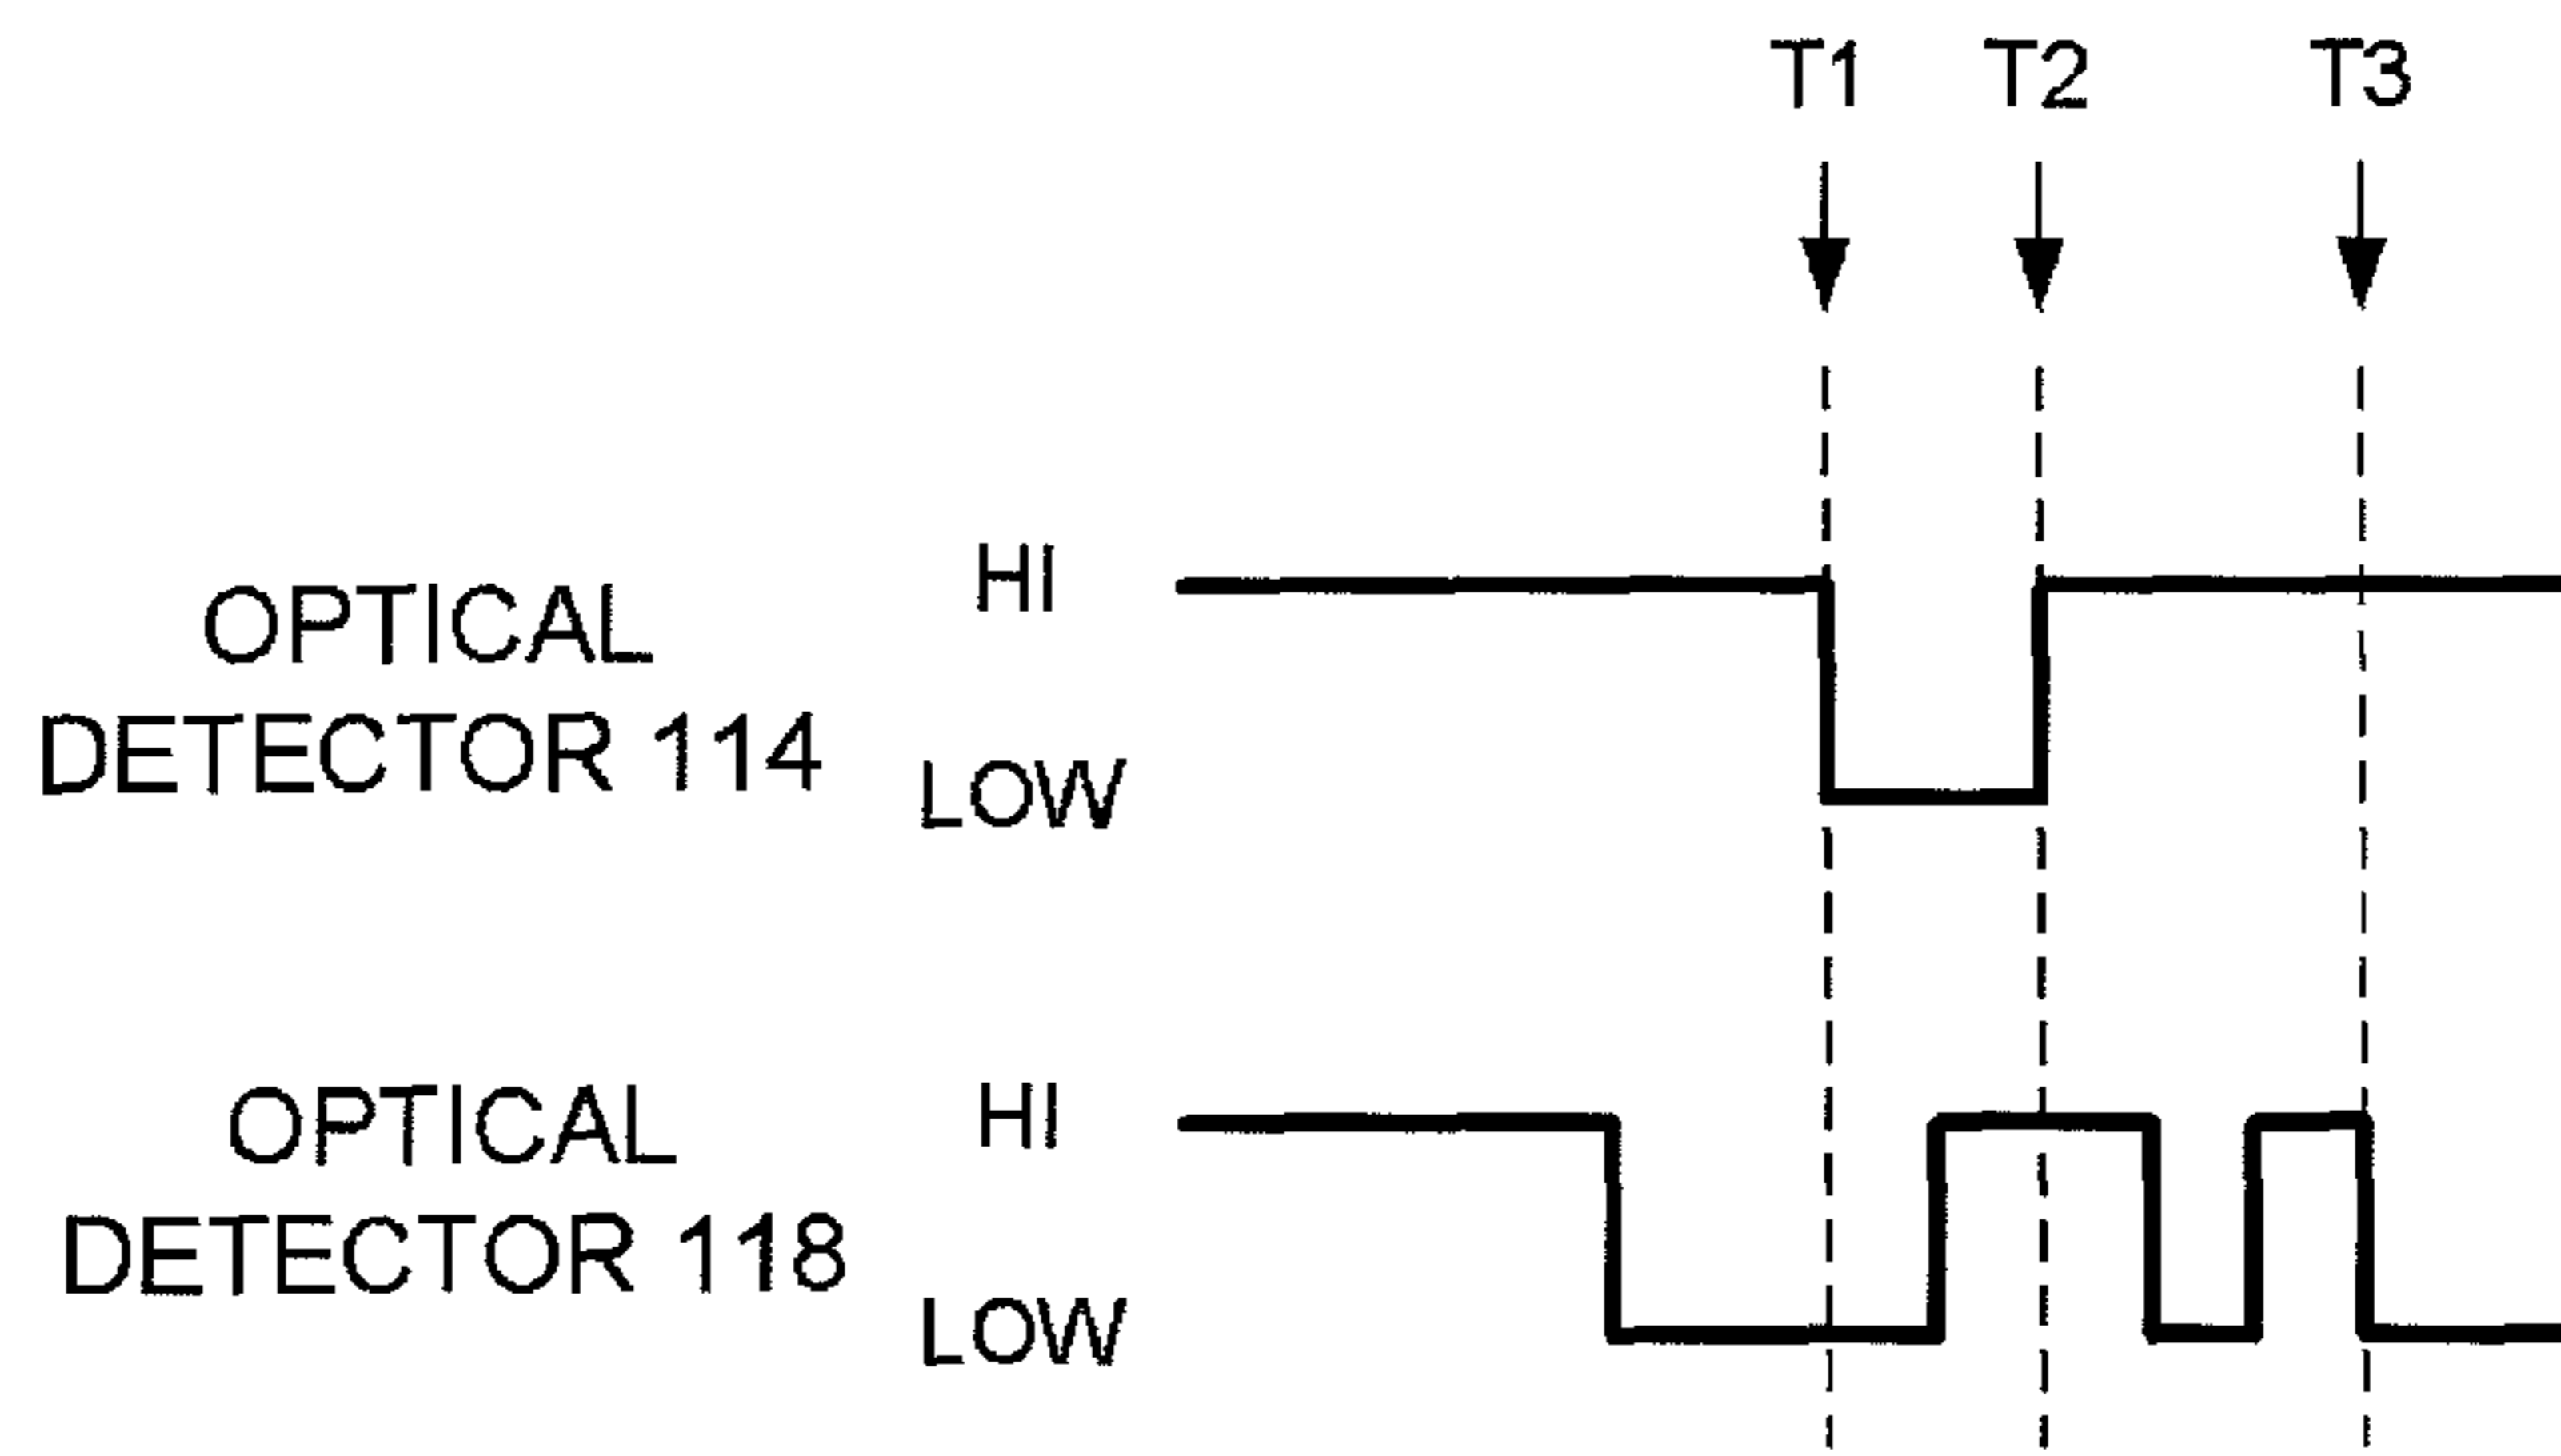 T1 T2 T3
HI
OPTICAL
DETECTOR 114
LOW
HI
OPTICAL
DETECTOR 118
LOW